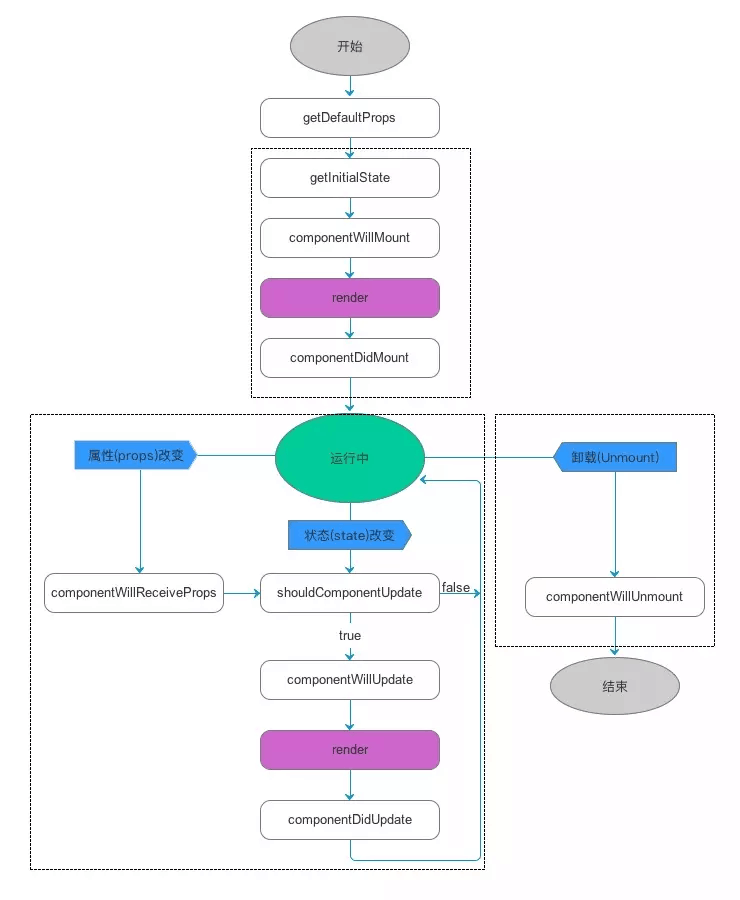 开始
getDefaultProps
getInitialState
componentWillMount
render
componentDidMount
属性(props)改变
运行中
卸载(Unmount)
状态(state)改变
componentWillReceiveProps
shouldComponentUpdate
false
componentWillUnmount
true
componentWillUpdate
结束
render
componentDidUpdate